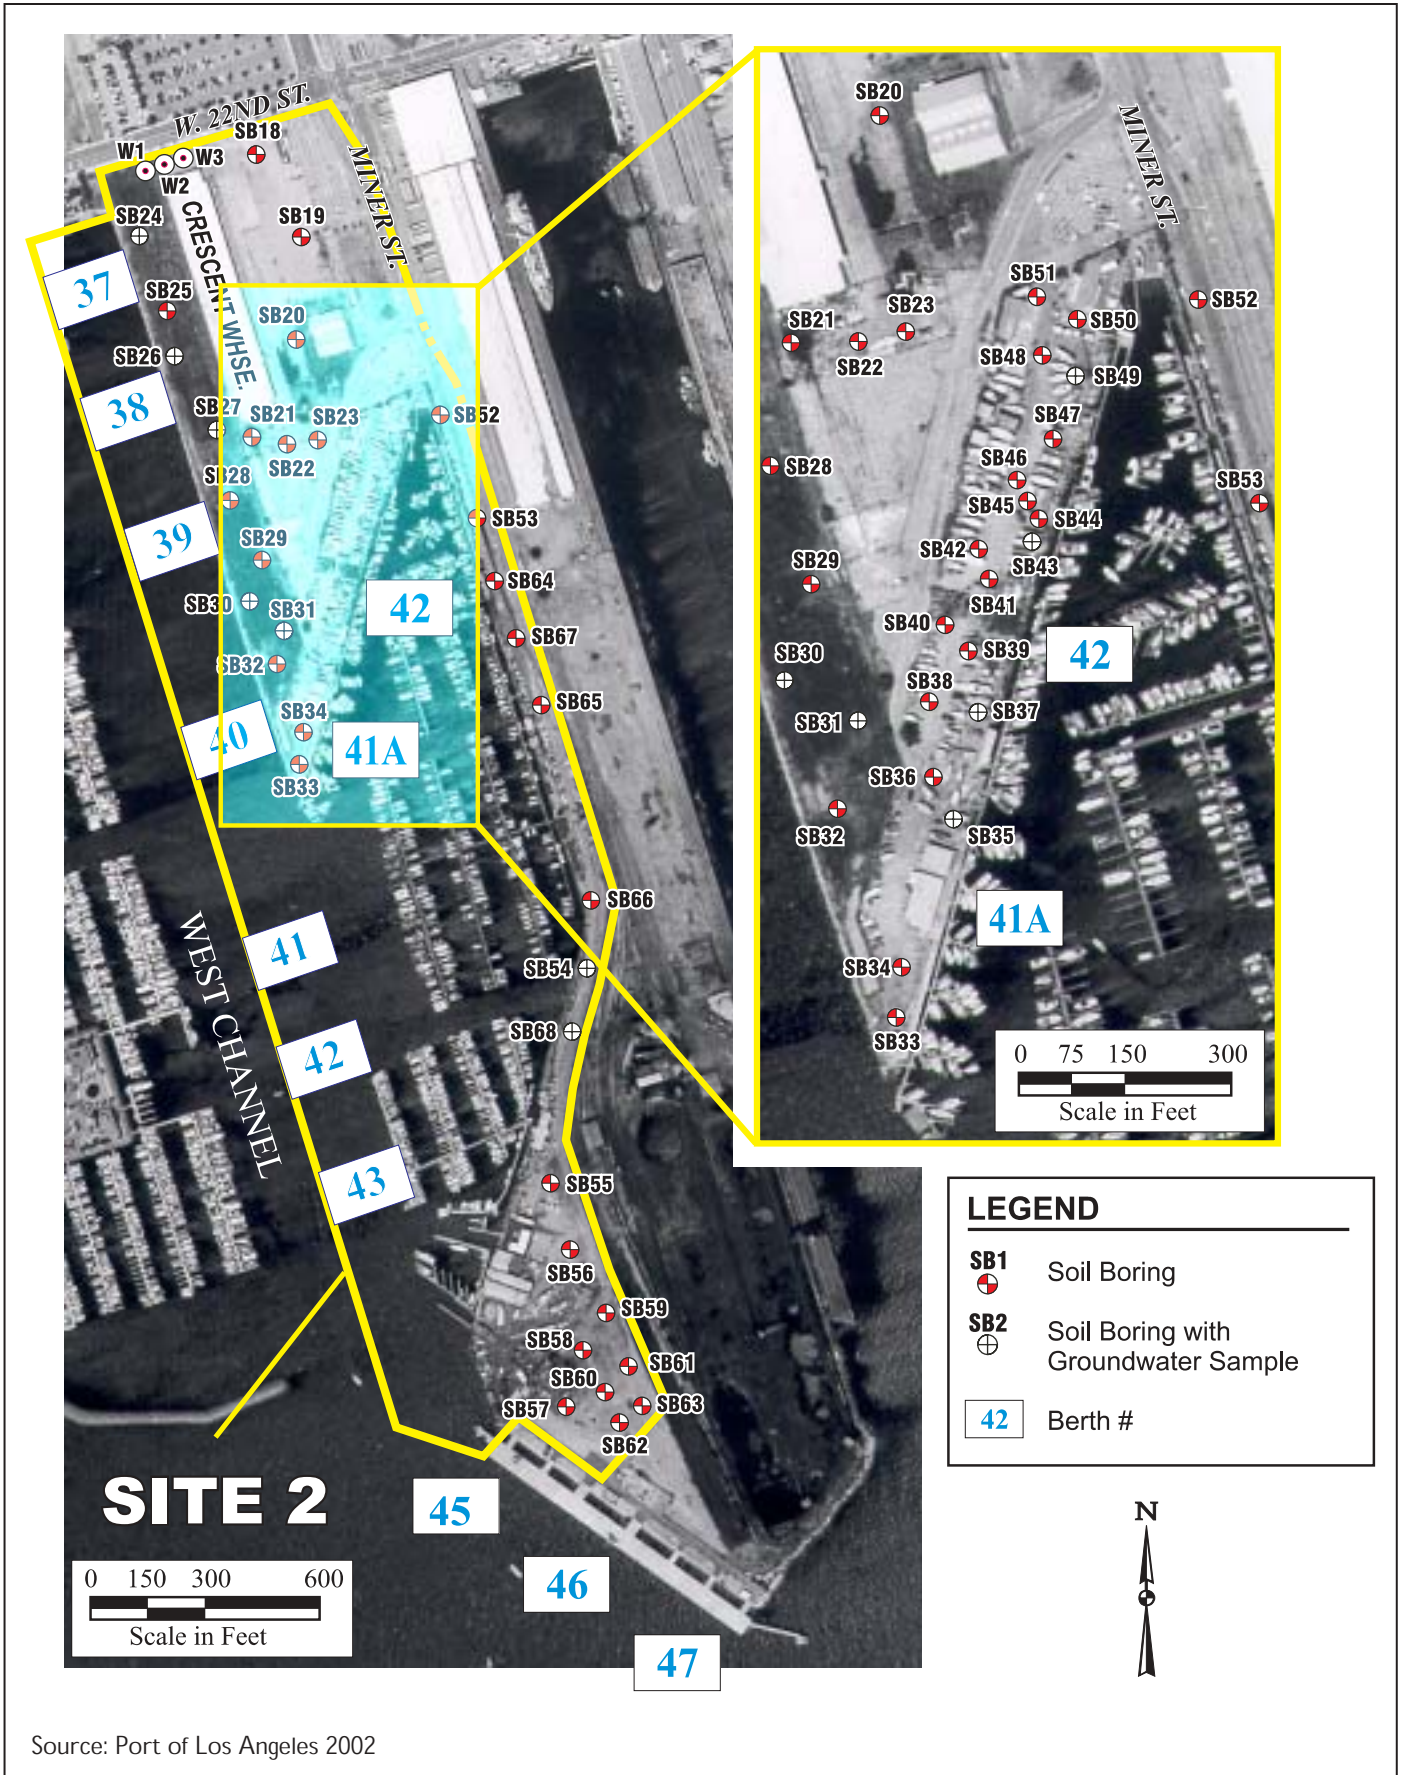 W. 22ND ST.
SB18
W1
W3
W2
MINER ST.
SB24
CRESCENT WHSE.
SB19
37
SB25
SB20
SB26
38
SB27
SB21
SB23
SB52
SB22
SB28
39
SB53
SB29
SB64
SB30
SB31
42
SB67
SB32
SB65
SB34
40
41A
SB33
SB66
41
WEST CHANNEL
SB54
SB68
42
43
SB55
SB56
SB59
SB58
SB61
SB60
SB57
SB63
SB62
SITE 2
45
46
47
0 150 300 600
Scale in Feet
SB20
MINER ST.
SB51
SB52
SB23
SB50
SB21
SB22
SB48
SB49
SB47
SB46
SB28
SB53
SB45
SB44
SB42
SB43
SB29
SB41
SB40
SB39
42
SB30
SB38
SB37
SB31
SB36
SB32
SB35
41A
SB34
SB33
0 75 150 300
Scale in Feet
LEGEND
SB1
Soil Boring
SB2
Soil Boring with
Groundwater Sample
42
Berth #
N
Source: Port of Los Angeles 2002